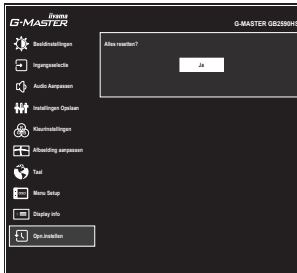 iiyama
G-MASTER
G-MASTER GB2590HS
Beeldinstellingen
Alles resetten?
Ja
Ingangsselectie
Audio Aanpassen
Instellingen Opslaan
Kleurinstellingen
Afbeelding aanpassen
Taal
Menu Setup
Display info
Opn.instellen